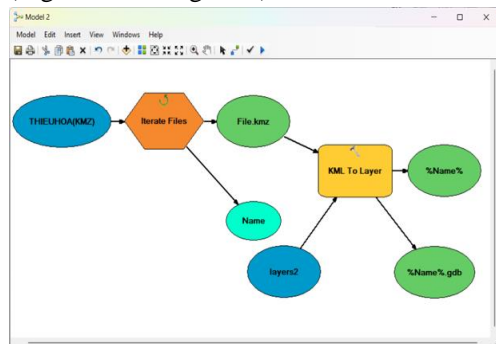 Model 2
Model Edit Insert View Windows Help
THIEUHOA(KMZ)
Iterate Files
File.kmz
KML To Layer
%Name%
Name
layers2
%Name%.gdb